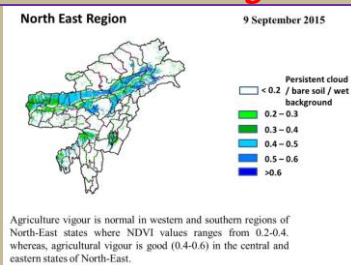 North East Region
9 September 2015
Persistent cloud
< 0.2 / bare soil / wet
background
0.2 – 0.3
0.3 – 0.4
0.4 – 0.5
0.5 – 0.6
>0.6
Agriculture vigour is normal in western and southern regions of
North-East states where NDVI values ranges from 0.2-0.4.
whereas, agricultural vigour is good (0.4-0.6) in the central and
eastern states of North-East.